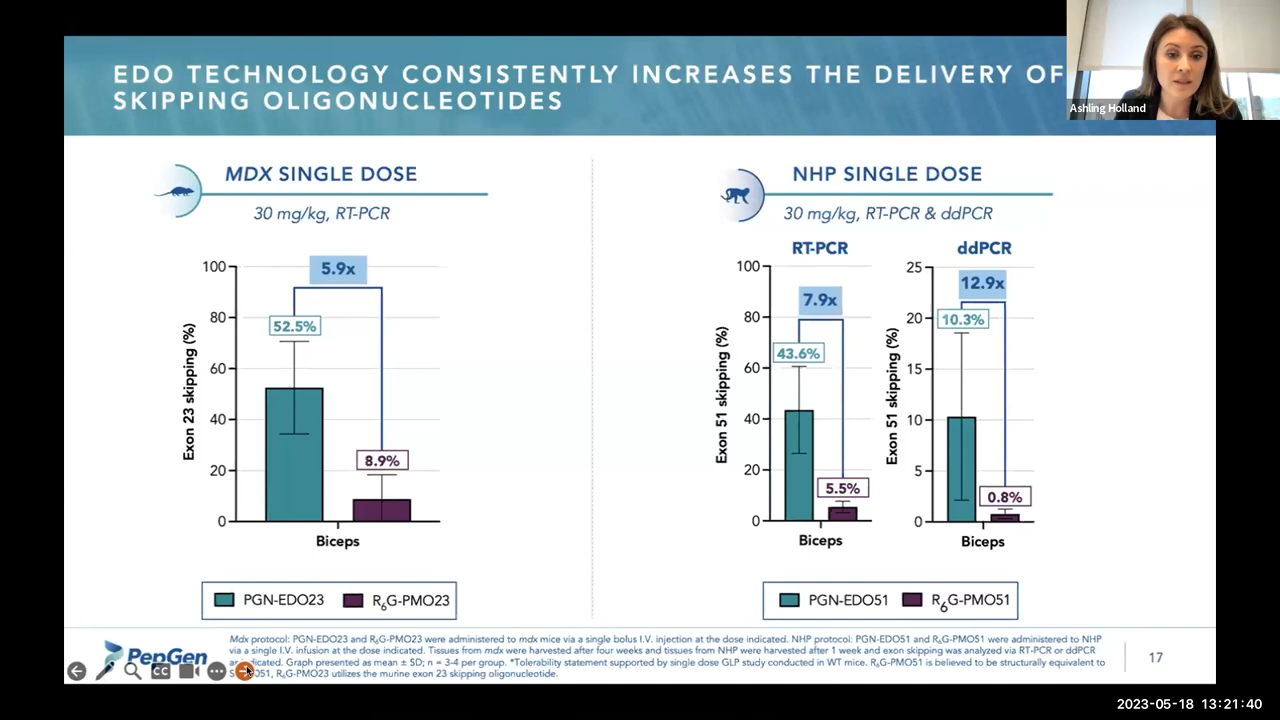 EDO TECHNOLOGY CONSISTENTLY INCREASES THE DELIVERY OF
SKIPPING OLIGONUCLEOTIDES
Ashling Holland
MDX SINGLE DOSE
30 mg/kg, RT-PCR
5.9x
52.5%
8.9%
Exon 23 skipping (%)
100
80
60
40
20
0
Biceps
PGN-EDO23 R6G-PMO23
NHP SINGLE DOSE
30 mg/kg, RT-PCR & ddPCR
RT-PCR
7.9x
43.6%
5.5%
Exon 51 skipping (%)
100
80
60
40
20
0
Biceps
ddPCR
12.9x
10.3%
0.8%
Exon 51 skipping (%)
25
20
15
10
5
0
Biceps
PGN-EDO51 R6G-PMO51
PepGen
Mdx protocol: PGN-EDO23 and R6G-PMO23 were administered to mdx mice via a single bolus I.V. injection at the dose indicated. NHP protocol: PGN-EDO51 and R6G-PMO51 were administered to NHP
via a single I.V. infusion at the dose indicated. Tissues from mdx were harvested after four weeks and tissues from NHP were harvested after 1 week and exon skipping was analyzed via RT-PCR or ddPCR
indicated. Graph presented as mean ± SD; n = 3-4 per group. *Tolerability statement supported by single dose GLP study conducted in WT mice. R6G-PMO51 is believed to be structurally equivalent to
R6G-PMO23 utilizes the murine exon 23 skipping oligonucleotide.
17
CC
2023-05-18 13:21:40